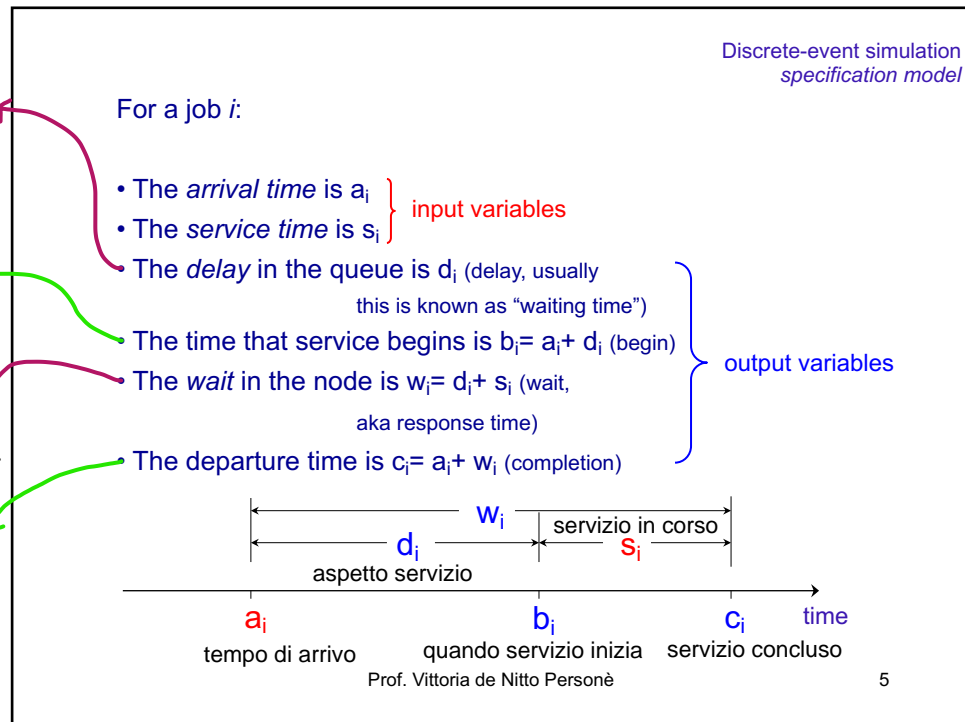 Discrete-event simulation
specification model
For a job i:
• The arrival time is aᵢ
• The service time is sᵢ
input variables
• The delay in the queue is dᵢ (delay, usually
this is known as “waiting time”)
• The time that service begins is bᵢ= aᵢ+ dᵢ (begin)
• The wait in the node is wᵢ= dᵢ+ sᵢ (wait,
aka response time)
• The departure time is cᵢ= aᵢ+ wᵢ (completion)
output variables
wᵢ
servizio in corso
dᵢ
sᵢ
aspetto servizio
aᵢ
bᵢ
cᵢ
time
tempo di arrivo
quando servizio inizia
servizio concluso
Prof. Vittoria de Nitto Personè
5